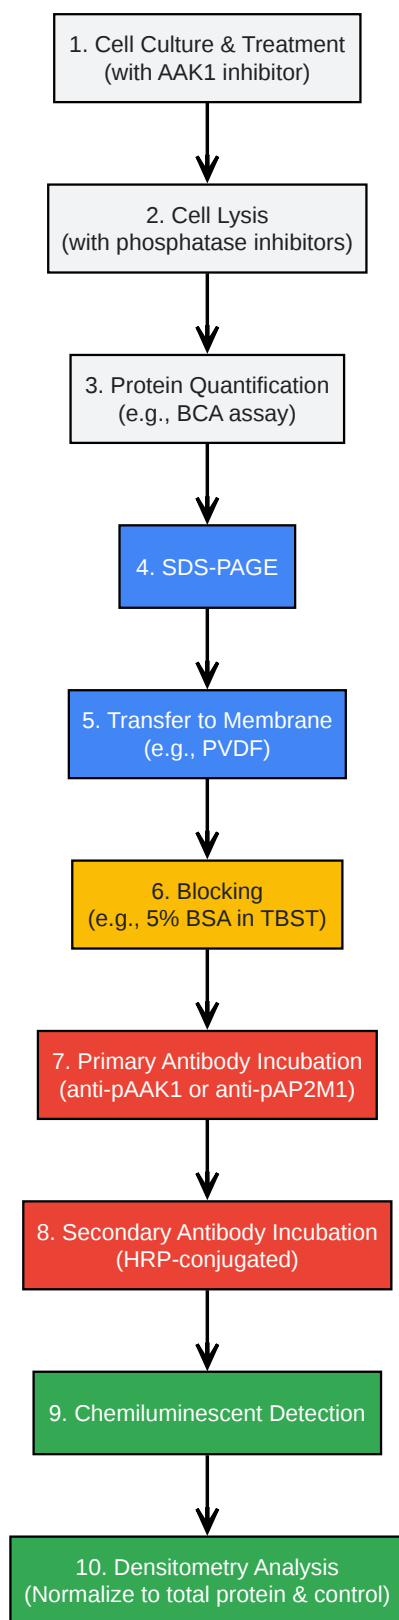 1. Cell Culture & Treatment
(with AAK1 inhibitor)
2. Cell Lysis
(with phosphatase inhibitors)
3. Protein Quantification
(e.g., BCA assay)
4. SDS-PAGE
5. Transfer to Membrane
(e.g., PVDF)
6. Blocking
(e.g., 5% BSA in TBST)
7. Primary Antibody Incubation
(anti-pAAK1 or anti-pAP2M1)
8. Secondary Antibody Incubation
(HRP-conjugated)
9. Chemiluminescent Detection
10. Densitometry Analysis
(Normalize to total protein & control)